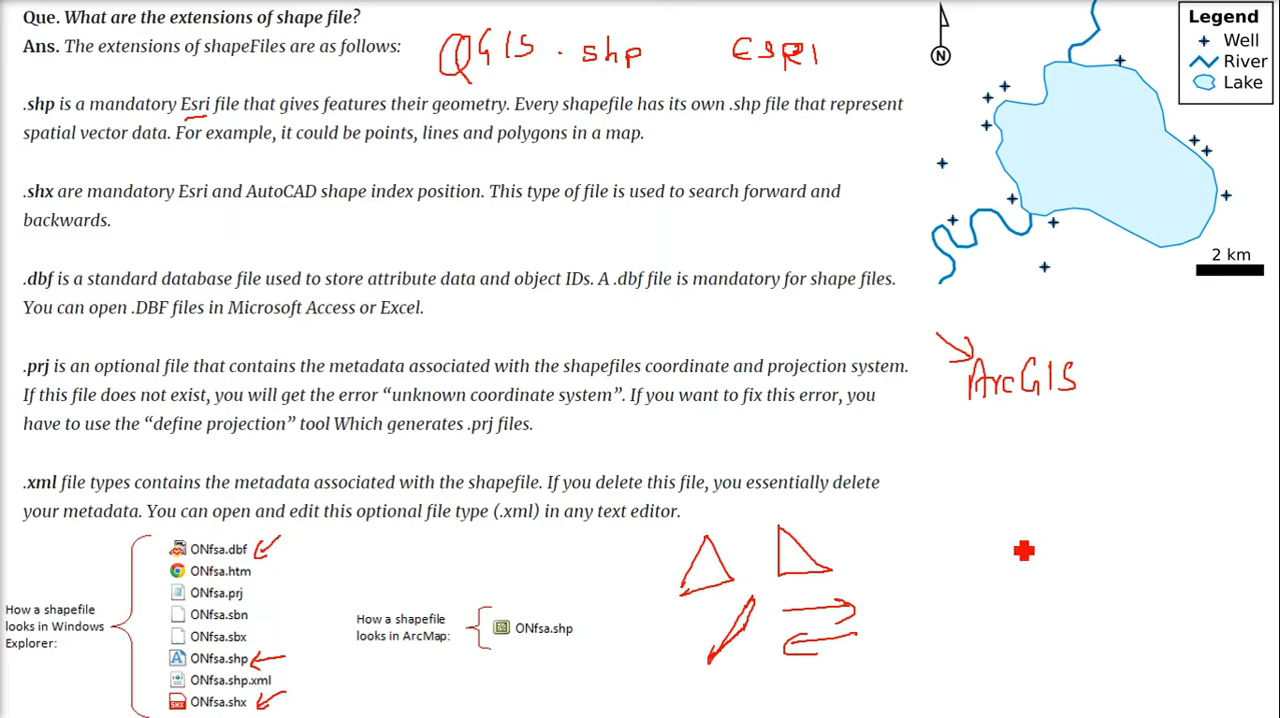 Que. What are the extensions of shape file?
Ans. The extensions of shapeFiles are as follows:
QGIS . shp ESRI
.shp is a mandatory Esri file that gives features their geometry. Every shapefile has its own .shp file that represent
spatial vector data. For example, it could be points, lines and polygons in a map.
.shx are mandatory Esri and AutoCAD shape index position. This type of file is used to search forward and
backwards.
.dbf is a standard database file used to store attribute data and object IDs. A .dbf file is mandatory for shape files.
You can open .DBF files in Microsoft Access or Excel.
.prj is an optional file that contains the metadata associated with the shapefiles coordinate and projection system.
If this file does not exist, you will get the error “unknown coordinate system”. If you want to fix this error, you
have to use the “define projection” tool Which generates .prj files.
.xml file types contains the metadata associated with the shapefile. If you delete this file, you essentially delete
your metadata. You can open and edit this optional file type (.xml) in any text editor.
How a shapefile
looks in Windows
Explorer:
ONfsa.dbf
ONfsa.htm
ONfsa.prj
ONfsa.sbn
ONfsa.sbx
ONfsa.shp
ONfsa.shp.xml
SHX ONfsa.shx
How a shapefile
looks in ArcMap:
ONfsa.shp
Legend
Well
River
Lake
N
2 km
ArcGIS